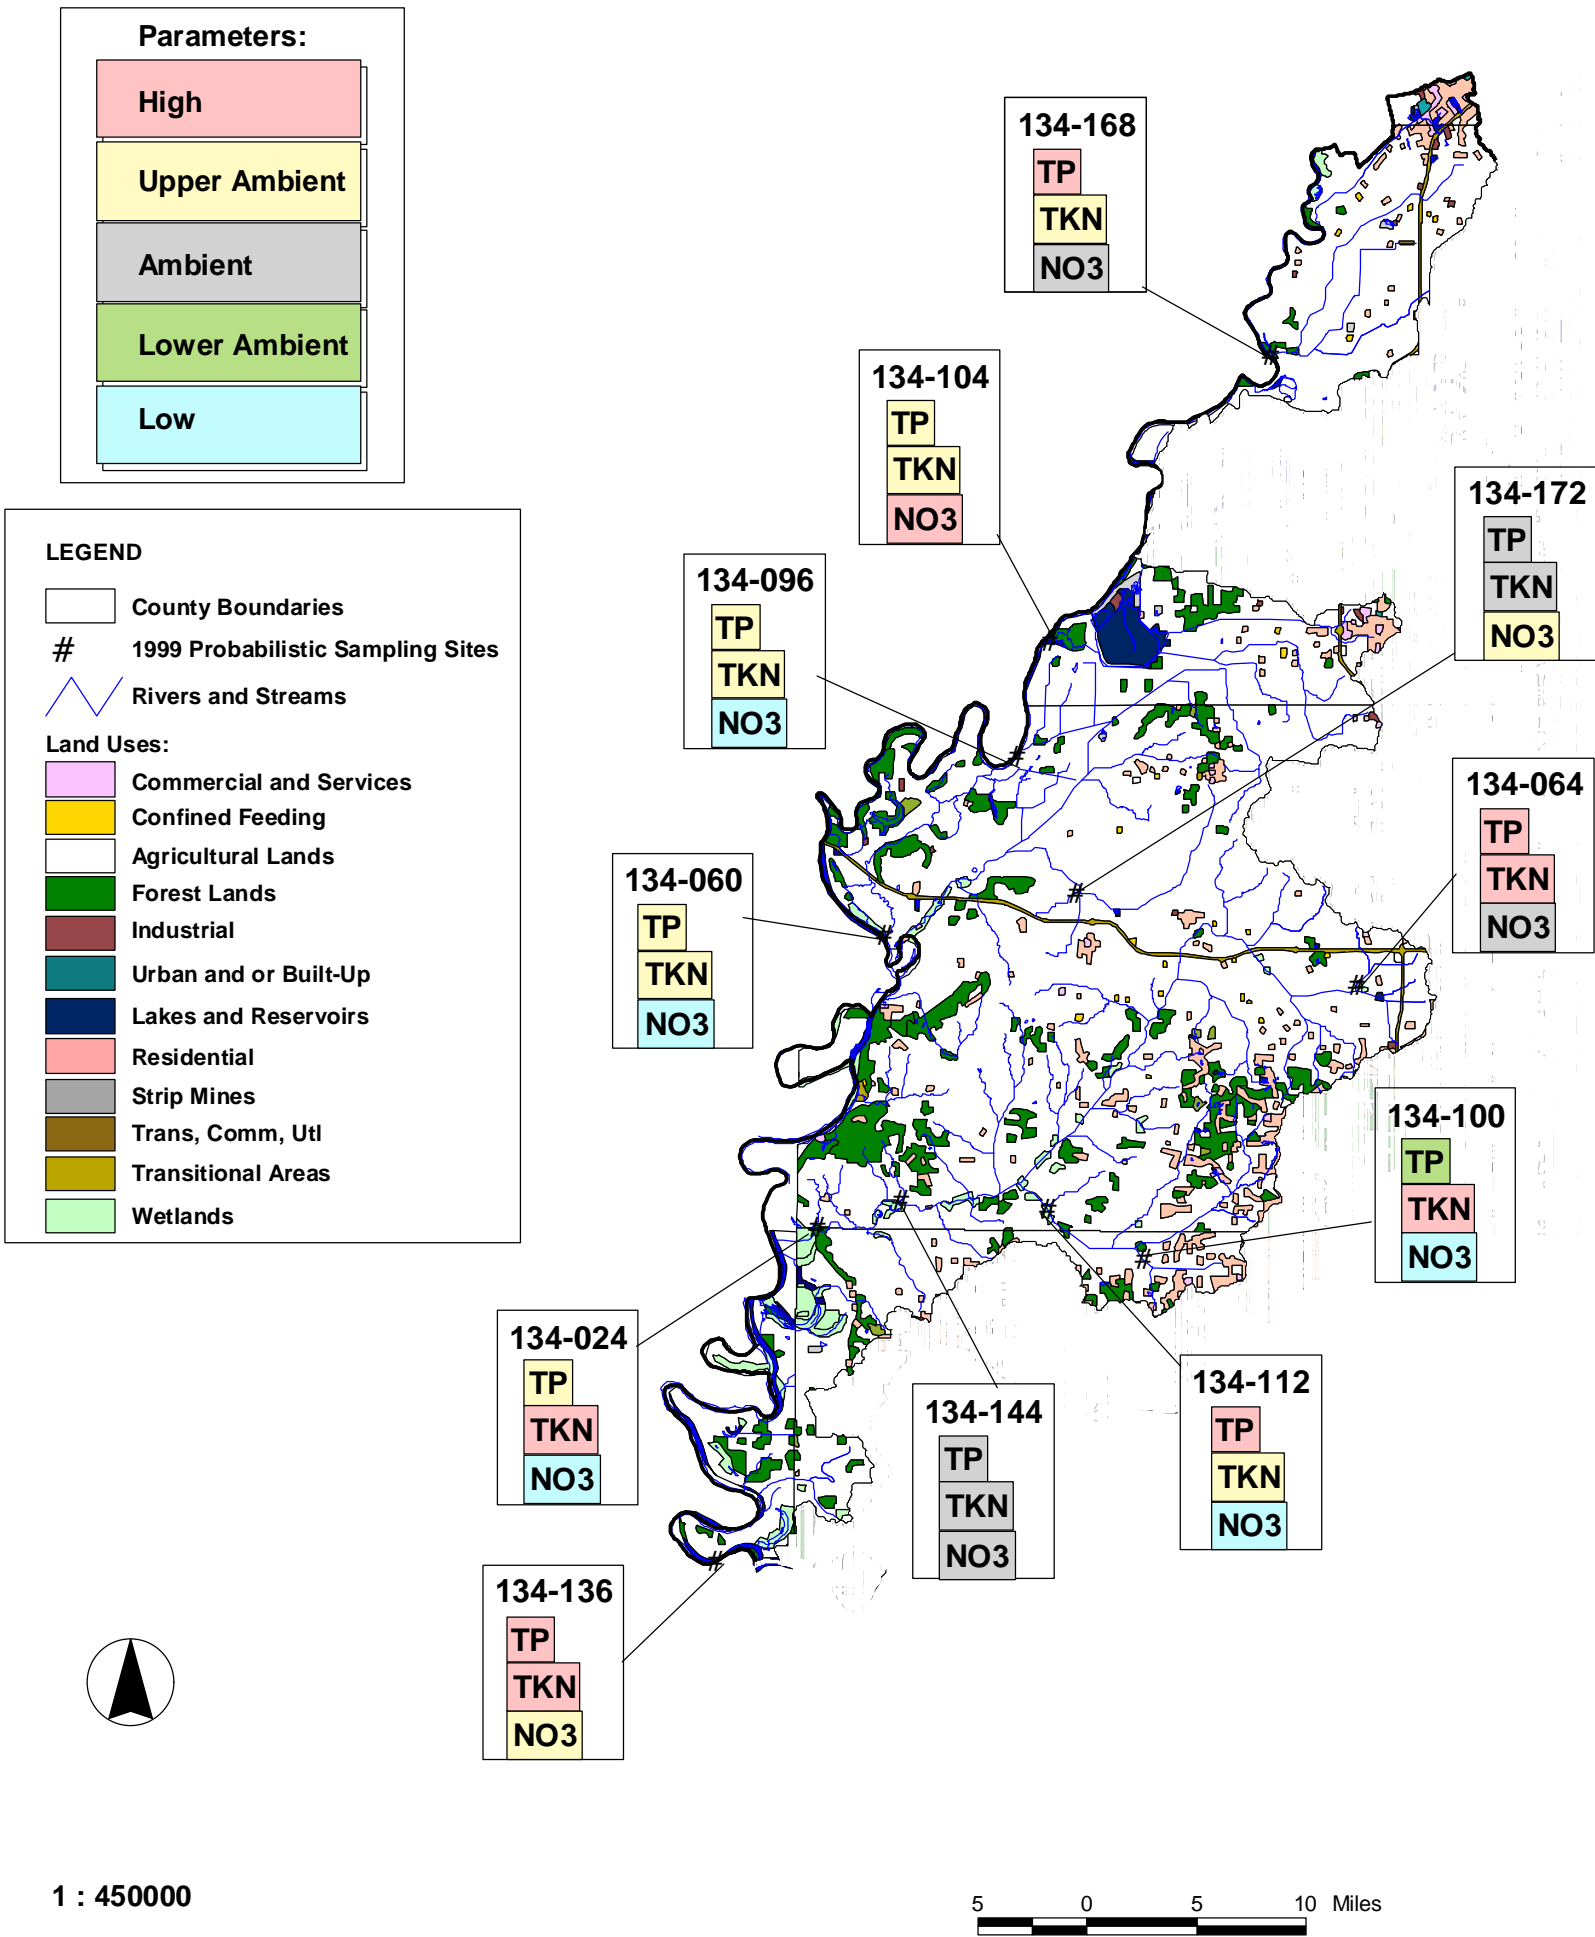 Parameters:
High
Upper Ambient
Ambient
Lower Ambient
Low
LEGEND
County Boundaries
# 1999 Probabilistic Sampling Sites
Rivers and Streams
Land Uses:
Commercial and Services
Confined Feeding
Agricultural Lands
Forest Lands
Industrial
Urban and or Built-Up
Lakes and Reservoirs
Residential
Strip Mines
Trans, Comm, Utl
Transitional Areas
Wetlands
134-168
TP
TKN
NO3
134-104
TP
TKN
NO3
134-172
TP
TKN
NO3
134-096
TP
TKN
NO3
134-064
TP
TKN
NO3
134-060
TP
TKN
NO3
134-100
TP
TKN
NO3
134-024
TP
TKN
NO3
134-112
TP
TKN
NO3
134-144
TP
TKN
NO3
134-136
TP
TKN
NO3
#
#
#
#
#
#
#
#
#
#
#
1 : 450000
5 0 5 10 Miles